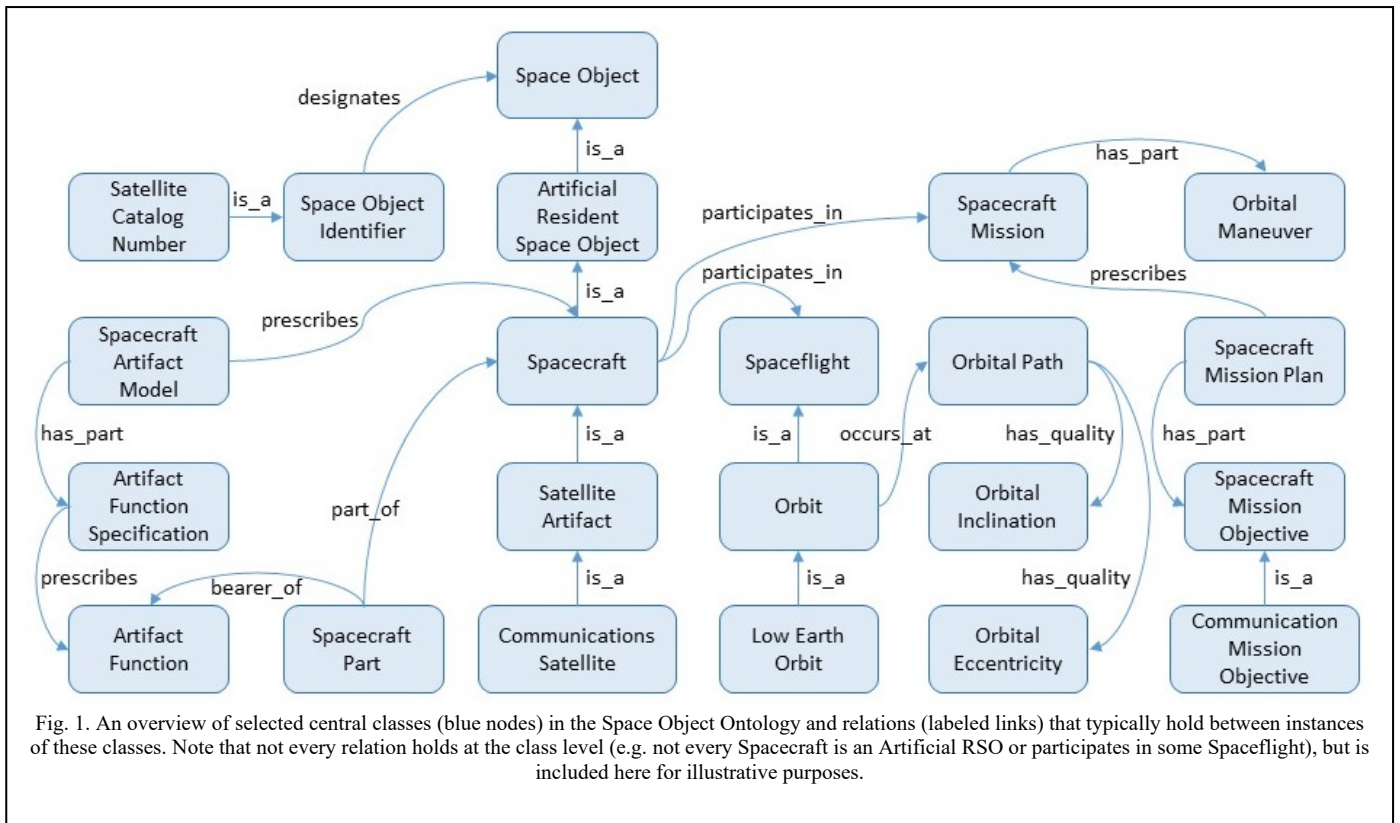 Space Object
designates
is_a
Satellite
Catalog
Number
is_a
Space Object
Identifier
Artificial
Resident
Space Object
participates_in
Spacecraft
Mission
has_part
Orbital
Maneuver
is_a
participates_in
prescribes
prescribes
Spacecraft
Artifact
Model
Spacecraft
Spaceflight
Orbital Path
Spacecraft
Mission Plan
has_part
is_a
is_a
occurs_at
has_quality
has_part
Artifact
Function
Specification
part_of
Satellite
Artifact
Orbit
Orbital
Inclination
Spacecraft
Mission
Objective
prescribes
bearer_of
is_a
is_a
has_quality
is_a
Artifact
Function
Spacecraft
Part
Communications
Satellite
Low Earth
Orbit
Orbital
Eccentricity
Communication
Mission
Objective
Fig. 1. An overview of selected central classes (blue nodes) in the Space Object Ontology and relations (labeled links) that typically hold between instances
of these classes. Note that not every relation holds at the class level (e.g. not every Spacecraft is an Artificial RSO or participates in some Spaceflight), but is
included here for illustrative purposes.